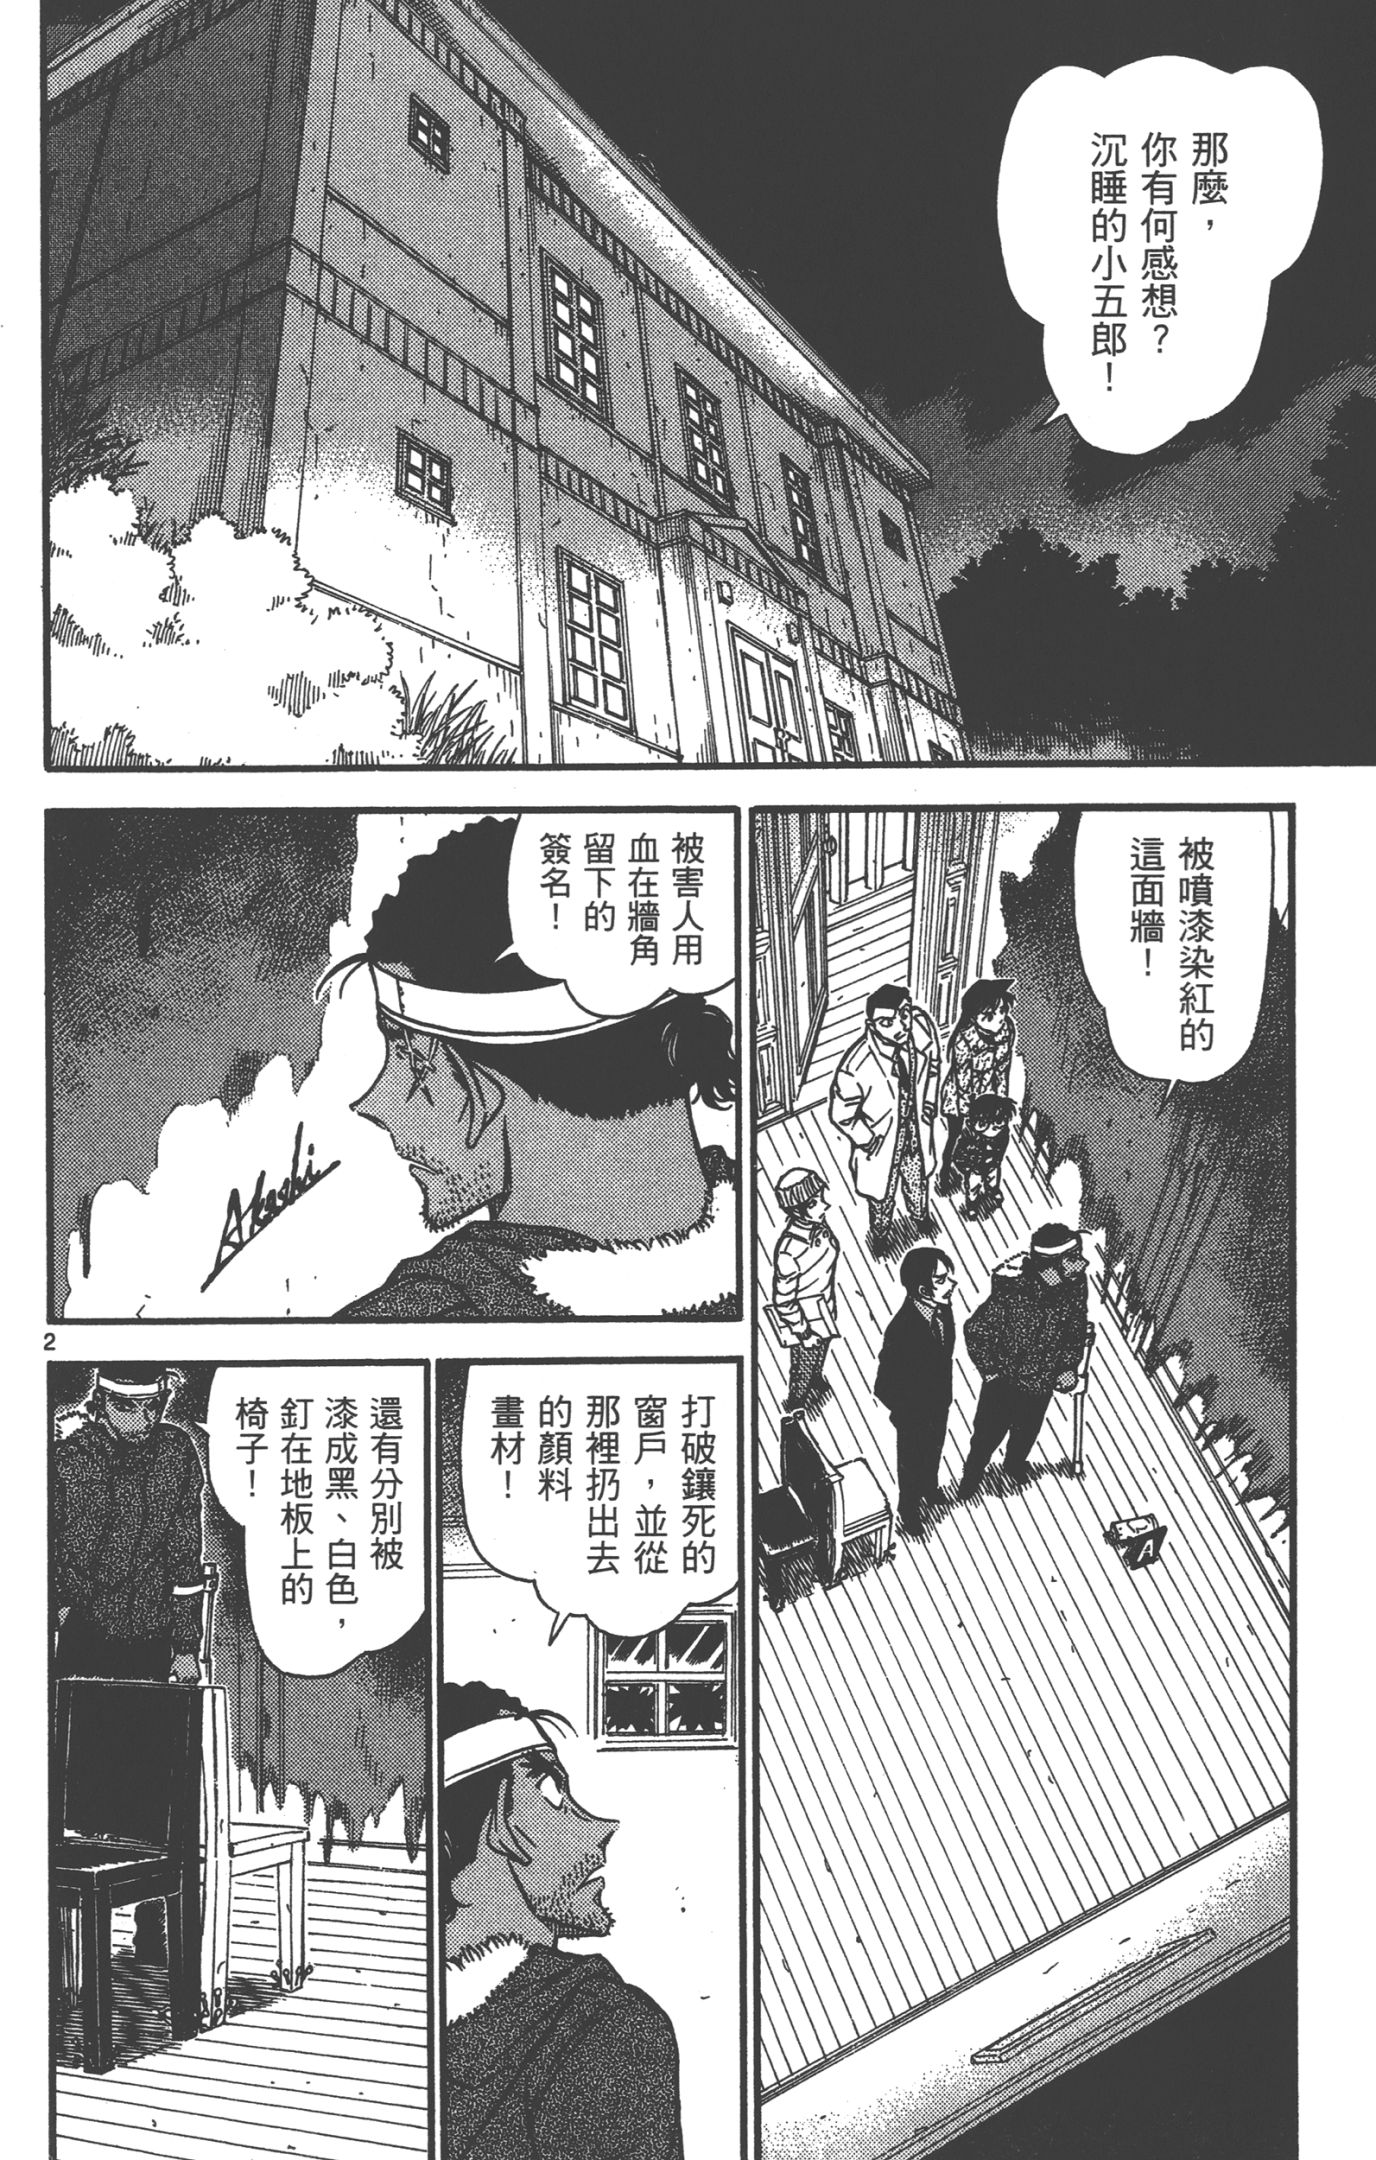 那麼，
你有何感想？
沉睡的小五郎！
被噴漆染紅的
這面牆！
被害人用
血在牆角
留下的
簽名！
Akashi
2
A
打破鑲死的
窗戶，並從
那裡扔出去
的顏料
畫材！
還有分別被
漆成黑、白色，
釘在地板上的
椅子！